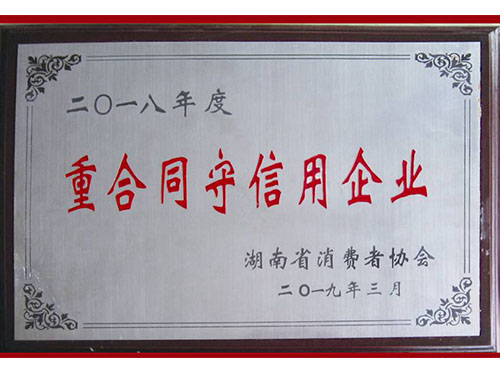 二〇一八年度
重合同守信用企业
湖南省消费者协会
二〇一九年三月